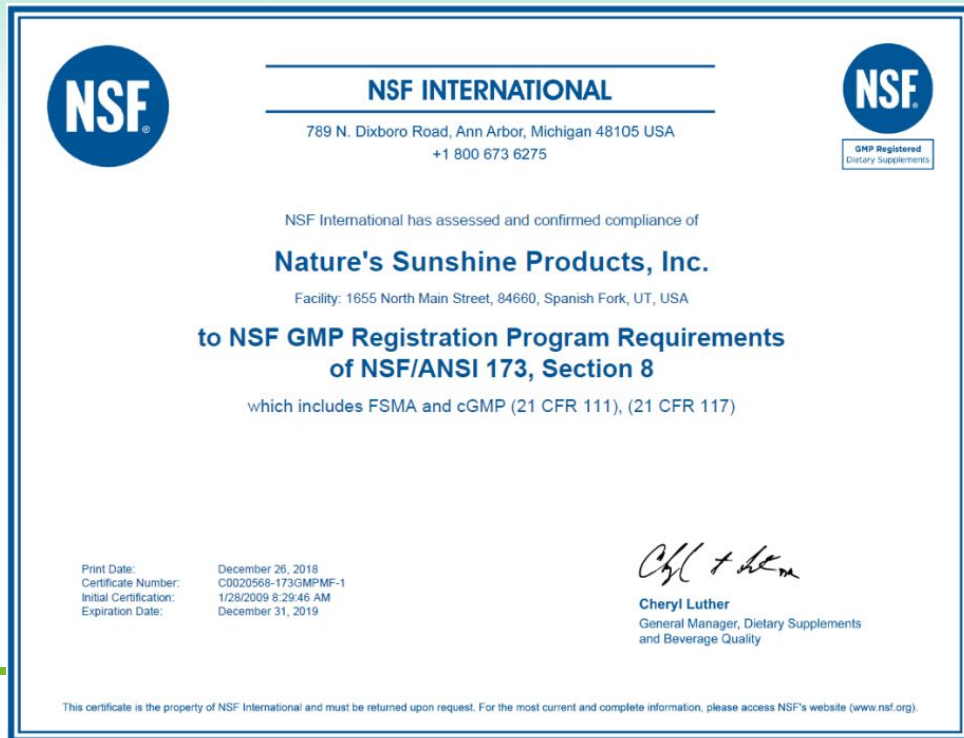 NSF®
NSF INTERNATIONAL
789 N. Dixboro Road, Ann Arbor, Michigan 48105 USA
+1 800 673 6275
NSF®
GMP Registered
Dietary Supplements
NSF International has assessed and confirmed compliance of
Nature's Sunshine Products, Inc.
Facility: 1655 North Main Street, 84660, Spanish Fork, UT, USA
to NSF GMP Registration Program Requirements
of NSF/ANSI 173, Section 8
which includes FSMA and cGMP (21 CFR 111), (21 CFR 117)
Print Date: December 26, 2018
Certificate Number: C0020568-173GMPMF-1
Initial Certification: 1/28/2009 8:29:46 AM
Expiration Date: December 31, 2019
Cheryl Luther
General Manager, Dietary Supplements
and Beverage Quality
This certificate is the property of NSF International and must be returned upon request. For the most current and complete information, please access NSF's website (www.nsf.org).